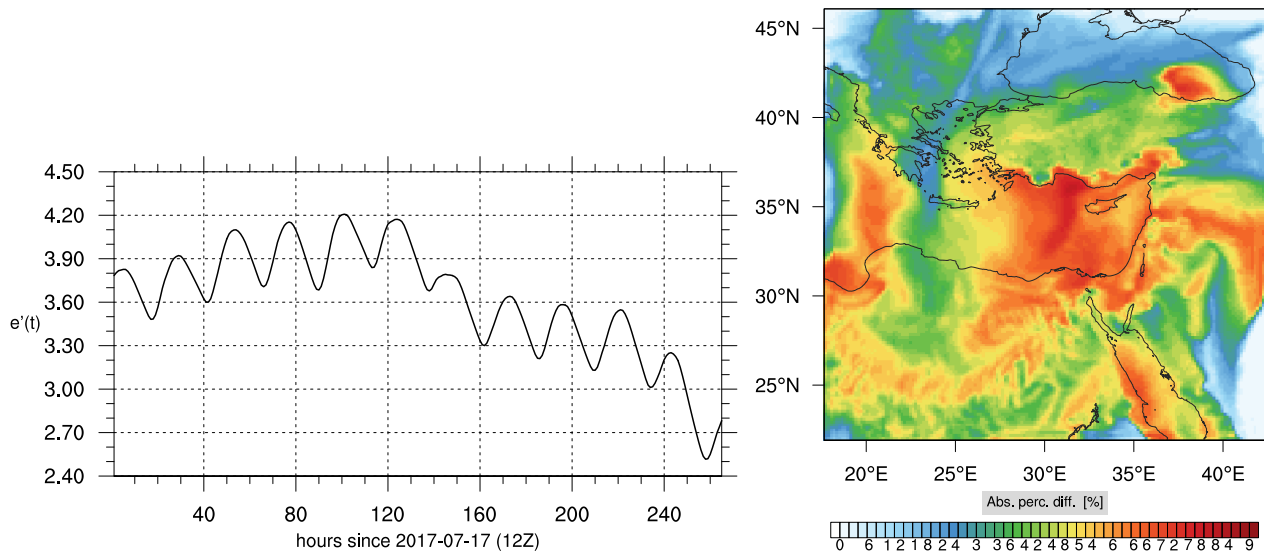 4.50
4.20
3.90
3.60
3.30
3.00
2.70
2.40
e'(t)
40 80 120 160 200 240
hours since 2017-07-17 (12Z)
45°N
40°N
35°N
30°N
25°N
20°E 25°E 30°E 35°E 40°E
Abs. perc. diff. [%]
0 6 12 18 24 3 36 42 48 54 6 66 72 78 84 9